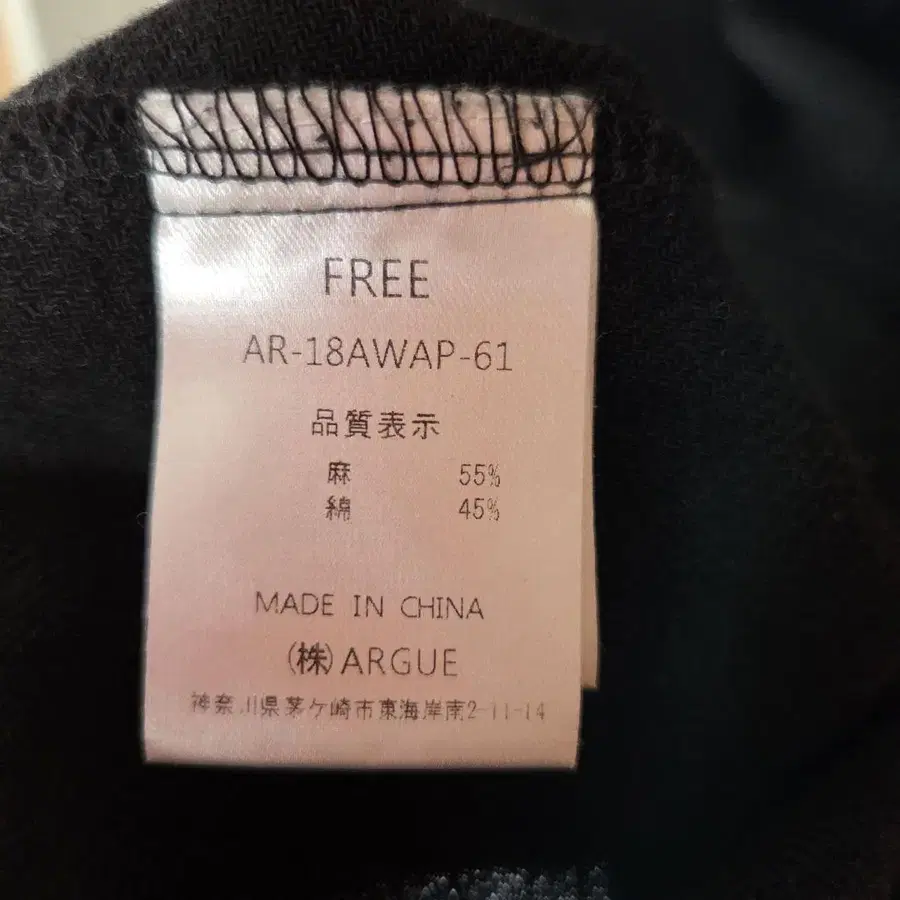 FREE
AR-18AWAP-61
品質表示
麻 55%
綿 45%
MADE IN CHINA
(株)ARGUE
神奈川県茅ケ崎市東海岸南2-11-14